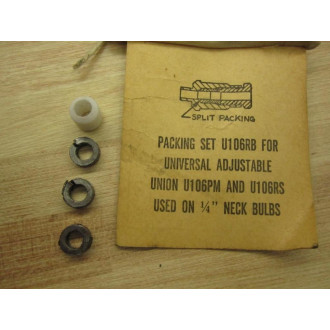 SPLIT PACKING
PACKING SET U106RB FOR
UNIVERSAL ADJUSTABLE
UNION U106PM AND U106RS
USED ON ¼" NECK BULBS